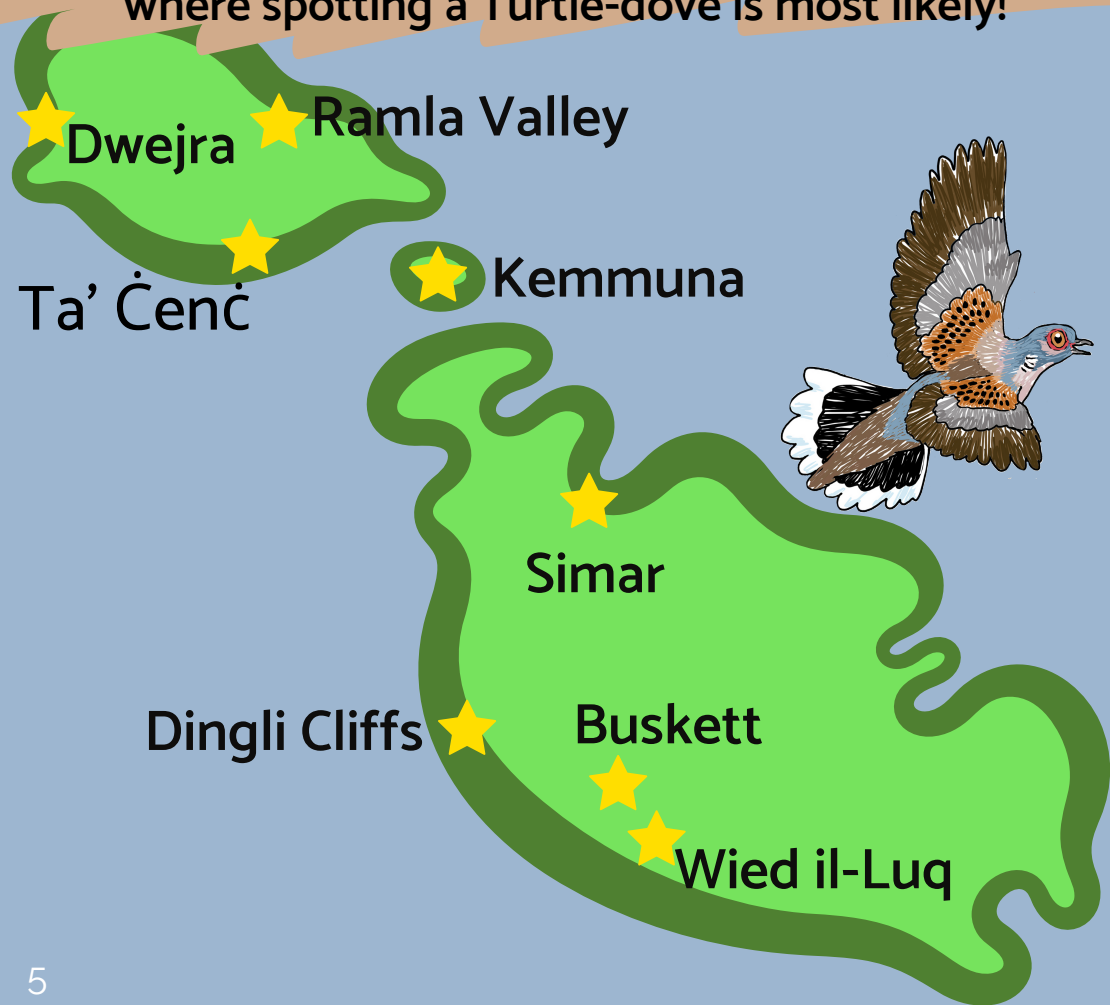 where spotting a Turtle-dove is most likely!
Ramla Valley
Dwejra
Ta’ Ċenċ
Kemmuna
Simar
Dingli Cliffs
Buskett
Wied il-Luq
5